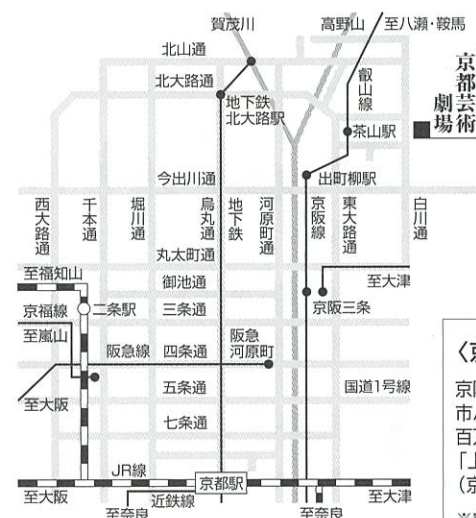 賀茂川
高野山
至八瀬・鞍馬
北山通
叡山線
京都芸術
劇場
北大路通
地下鉄
北大路駅
茶山駅
今出川通
出町柳駅
西大路通
千本通
堀川通
烏丸通
地下鉄
河原町通
京阪線
東大路通
白川通
丸太町通
至福知山
御池通
至大津
京福線
二条駅
三条通
京阪三条
至嵐山
阪急線
四条通
阪急
河原町
五条通
国道1号線
至大阪
七条通
JR線
京都駅
至大阪
近鉄線
至奈良
至奈良
至大津
〈京
京阪
市バ
百万
「上
(京